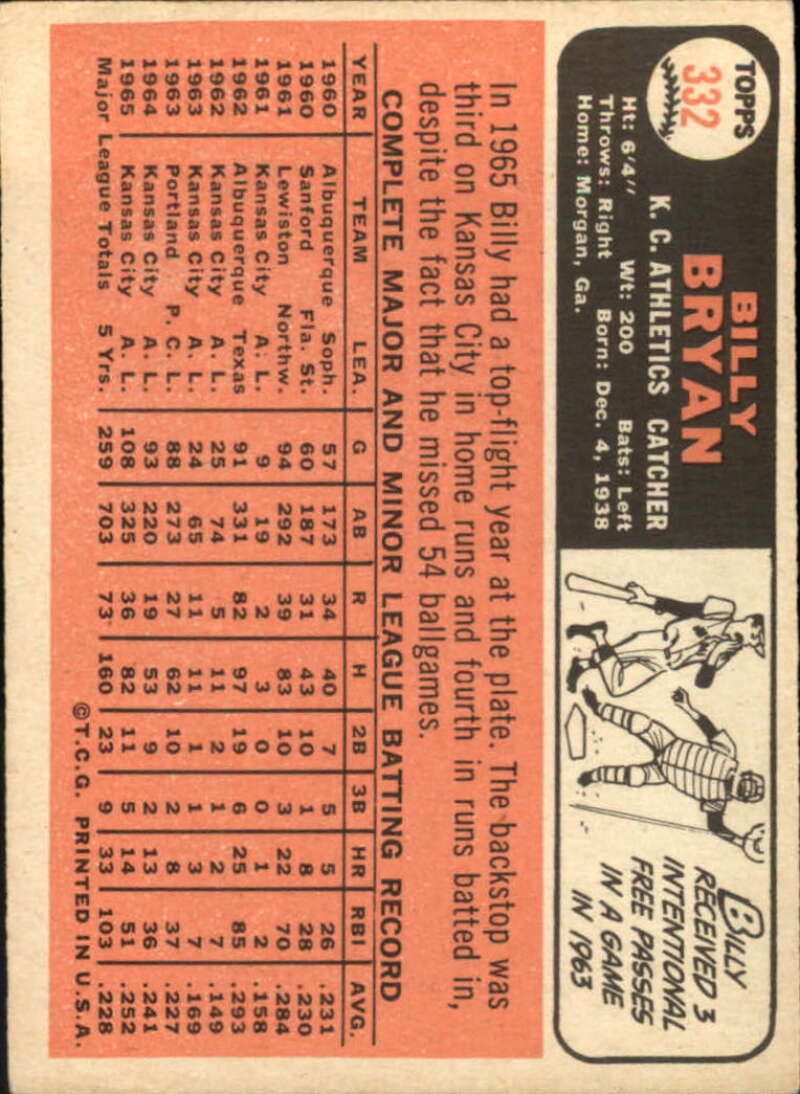 TOPPS
332
BILLY
BRYAN
K. C. ATHLETICS CATCHER
Ht: 6'4" Wt: 200 Bats: Left
Throws: Right Born: Dec. 4, 1938
Home: Morgan, Ga.
BILLY
RECEIVED 3
INTENTIONAL
FREE PASSES
IN A GAME
IN 1963
In 1965 Billy had a top-flight year at the plate. The backstop was
third on Kansas City in home runs and fourth in runs batted in,
despite the fact that he missed 54 ballgames.
COMPLETE MAJOR AND MINOR LEAGUE BATTING RECORD
YEAR TEAM LEA. G AB R H 2B 3B HR RBI AVG.
1960 Albuquerque Soph. 57 173 34 40 7 5 5 26 .231
1960 Sanford Fla. St. 60 187 31 43 10 1 8 28 .230
1961 Lewiston Northw. 94 292 39 83 10 3 22 70 .284
1961 Kansas City A. L. 9 19 2 3 0 0 1 2 .158
1962 Albuquerque Texas 91 331 82 97 19 6 25 85 .293
1962 Kansas City A. L. 25 74 5 11 2 1 2 7 .149
1963 Kansas City A. L. 24 65 11 11 1 1 3 7 .169
1963 Portland P. C. L. 88 273 27 62 10 2 8 37 .227
1964 Kansas City A. L. 93 220 19 53 9 2 13 36 .241
1965 Kansas City A. L. 108 325 36 82 11 5 14 51 .252
Major League Totals 5 Yrs. 259 703 73 160 23 9 33 103 .228
©T.C.G. PRINTED IN U.S.A.